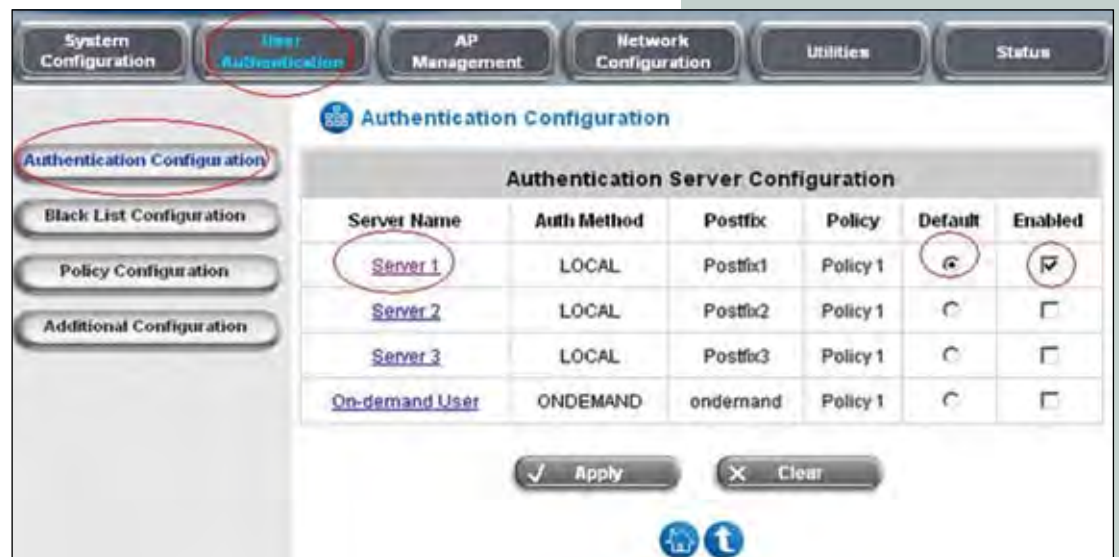 System Configuration
User Authentication
AP Management
Network Configuration
Utilities
Status
Authentication Configuration
Black List Configuration
Policy Configuration
Additional Configuration
Authentication Configuration
Authentication Server Configuration
Server Name Auth Method Postfix Policy Default Enabled
Server 1 LOCAL Postfix1 Policy 1
Server 2 LOCAL Postfix2 Policy 1
Server 3 LOCAL Postfix3 Policy 1
On-demand User ONDEMAND ondemand Policy 1
Apply
Clear